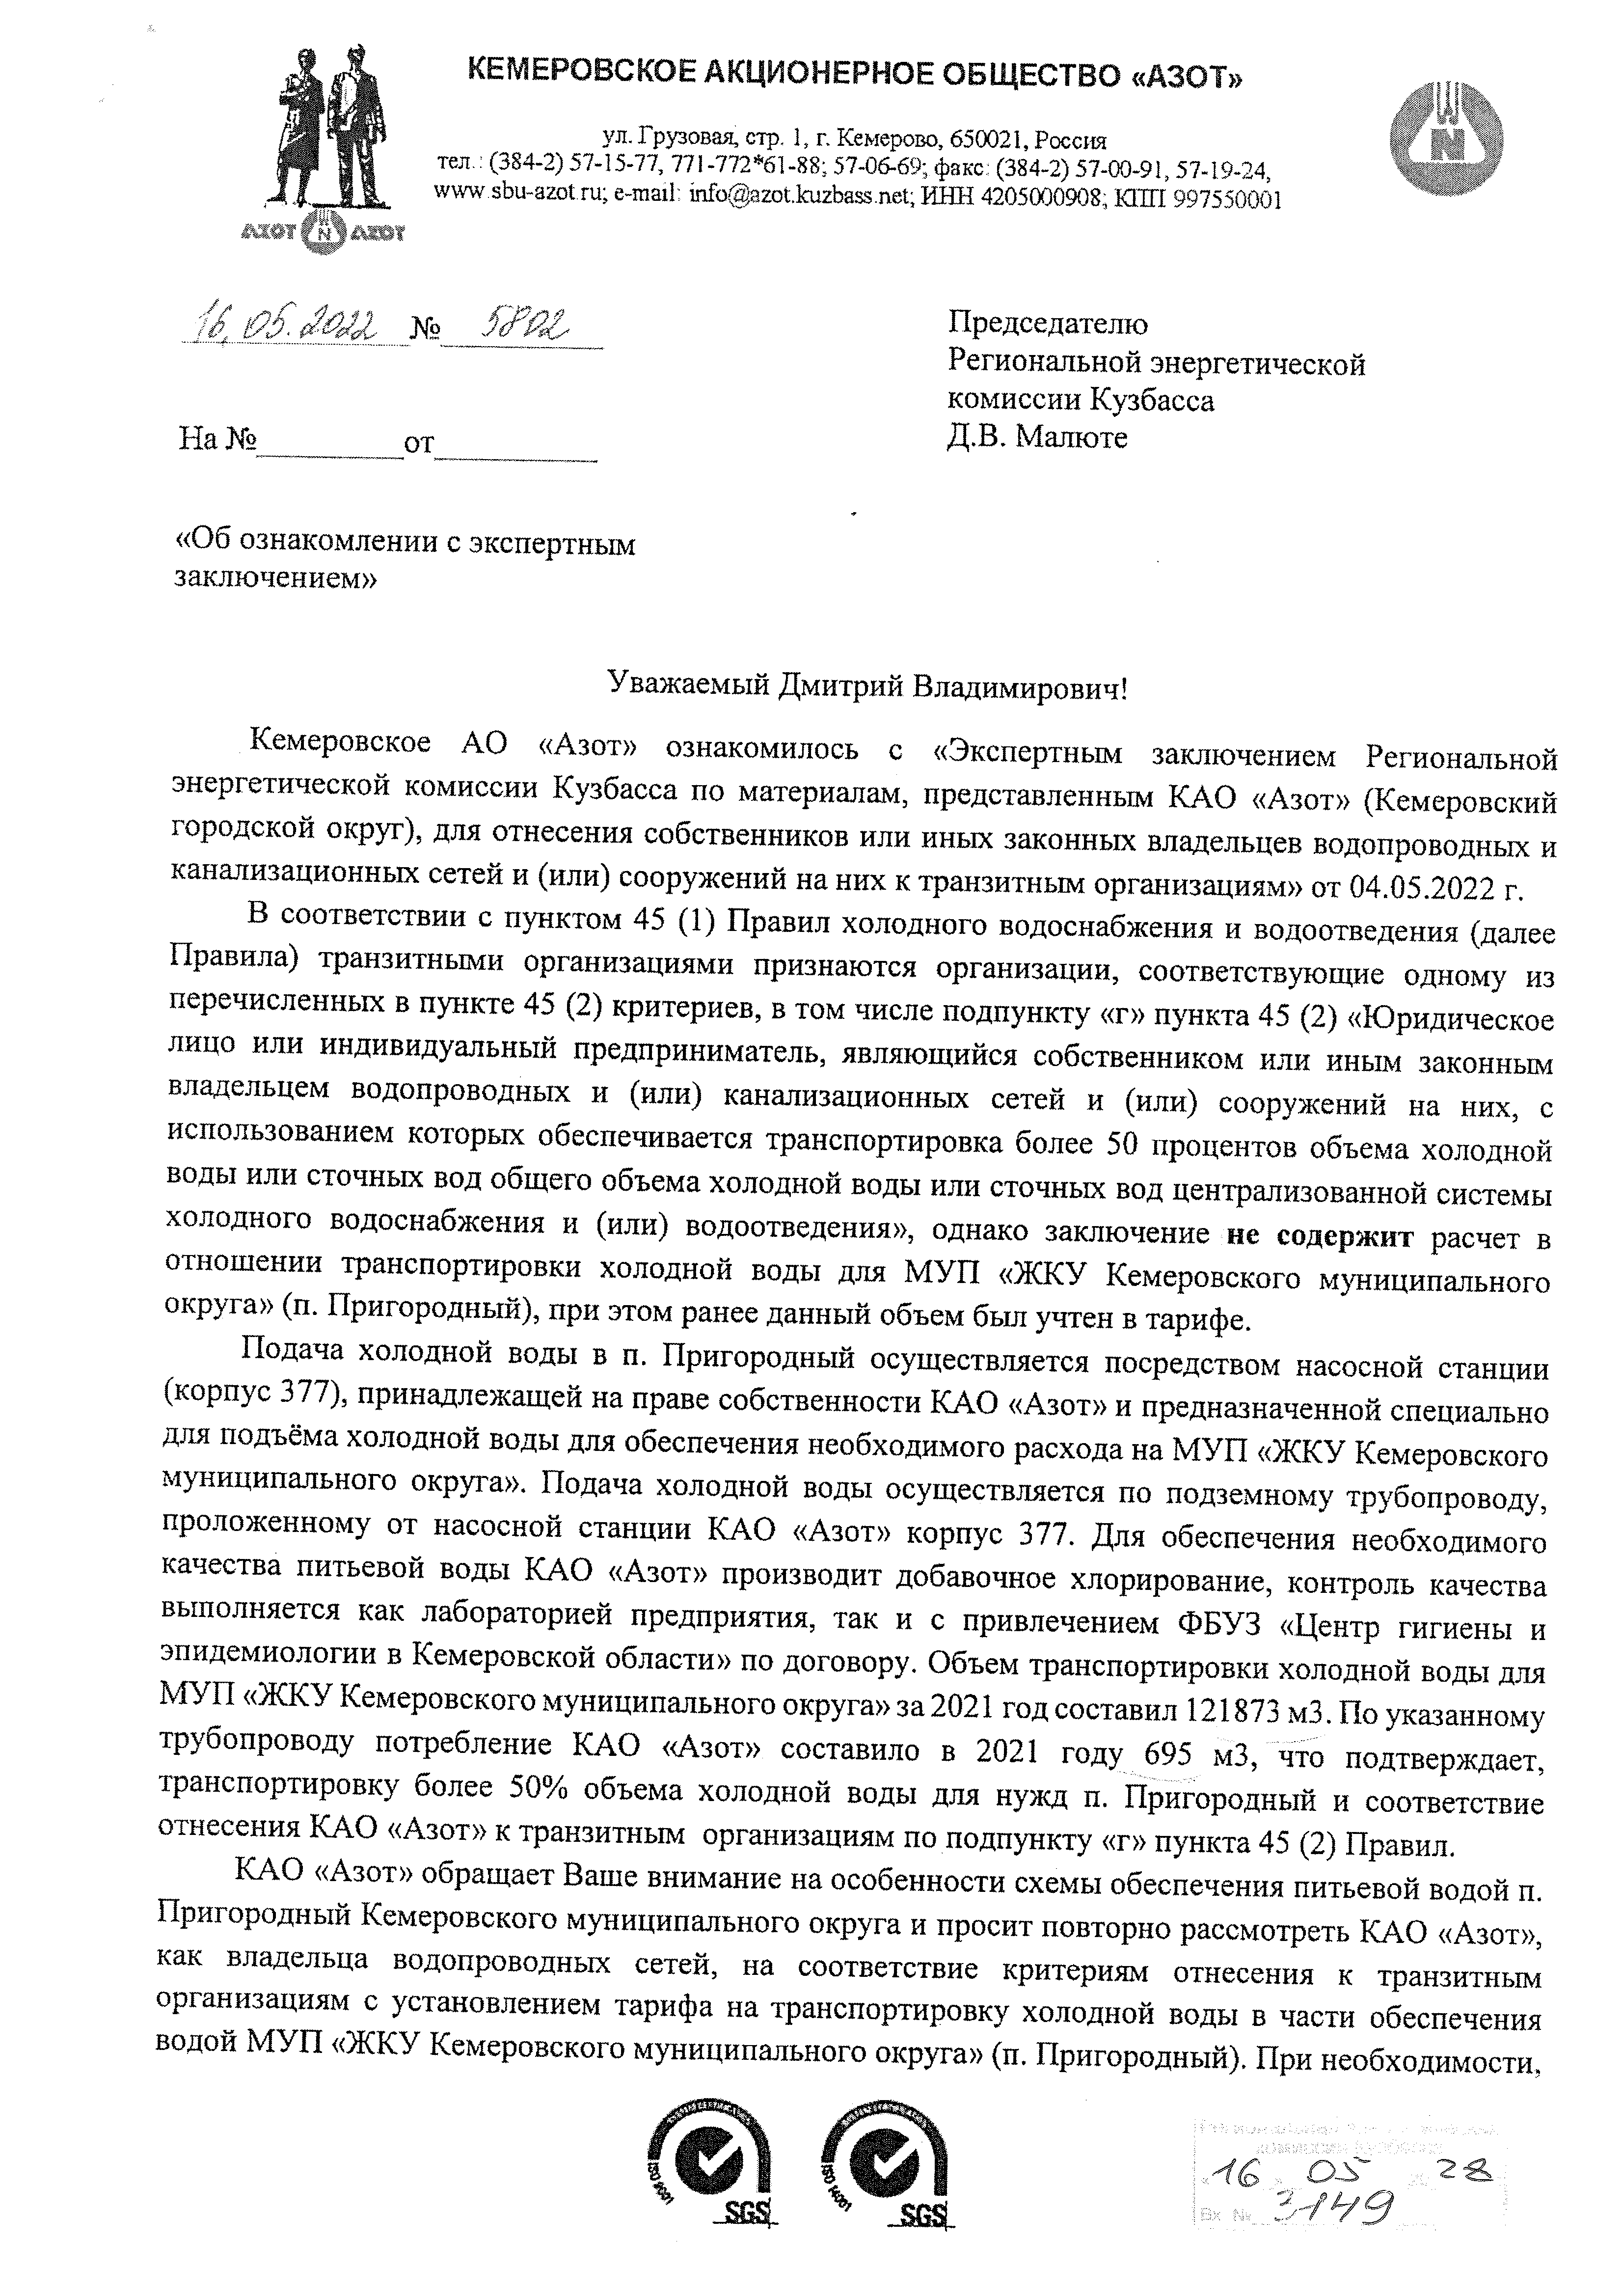 КЕМЕРОВСКОЕ АКЦИОНЕРНОЕ ОБЩЕСТВО «АЗОТ»
ул. Грузовая, стр. 1, г. Кемерово, 650021, Россия
тел.: (384-2) 57-15-77, 771-772*61-88; 57-06-69; факс: (384-2) 57-00-91, 57-19-24,
www.sbu-azot.ru; e-mail: info@azot.kuzbass.net; ИНН 4205000908; КПП 997550001
АЗОТ N АЗОТ
N
16.05.2022 № 5802
На № от
Председателю
Региональной энергетической
комиссии Кузбасса
Д.В. Малюте
«Об ознакомлении с экспертным
заключением»
Уважаемый Дмитрий Владимирович!
Кемеровское АО «Азот» ознакомилось с «Экспертным заключением Региональной
энергетической комиссии Кузбасса по материалам, представленным КАО «Азот» (Кемеровский
городской округ), для отнесения собственников или иных законных владельцев водопроводных и
канализационных сетей и (или) сооружений на них к транзитным организациям» от 04.05.2022 г.
В соответствии с пунктом 45 (1) Правил холодного водоснабжения и водоотведения (далее
Правила) транзитными организациями признаются организации, соответствующие одному из
перечисленных в пункте 45 (2) критериев, в том числе подпункту «г» пункта 45 (2) «Юридическое
лицо или индивидуальный предприниматель, являющийся собственником или иным законным
владельцем водопроводных и (или) канализационных сетей и (или) сооружений на них, с
использованием которых обеспечивается транспортировка более 50 процентов объема холодной
воды или сточных вод общего объема холодной воды или сточных вод централизованной системы
холодного водоснабжения и (или) водоотведения», однако заключение не содержит расчет в
отношении транспортировки холодной воды для МУП «ЖКУ Кемеровского муниципального
округа» (п. Пригородный), при этом ранее данный объем был учтен в тарифе.
Подача холодной воды в п. Пригородный осуществляется посредством насосной станции
(корпус 377), принадлежащей на праве собственности КАО «Азот» и предназначенной специально
для подъёма холодной воды для обеспечения необходимого расхода на МУП «ЖКУ Кемеровского
муниципального округа». Подача холодной воды осуществляется по подземному трубопроводу,
проложенному от насосной станции КАО «Азот» корпус 377. Для обеспечения необходимого
качества питьевой воды КАО «Азот» производит добавочное хлорирование, контроль качества
выполняется как лабораторией предприятия, так и с привлечением ФБУЗ «Центр гигиены и
эпидемиологии в Кемеровской области» по договору. Объем транспортировки холодной воды для
МУП «ЖКУ Кемеровского муниципального округа» за 2021 год составил 121873 м3. По указанному
трубопроводу потребление КАО «Азот» составило в 2021 году 695 м3, что подтверждает,
транспортировку более 50% объема холодной воды для нужд п. Пригородный и соответствие
отнесения КАО «Азот» к транзитным организациям по подпункту «г» пункта 45 (2) Правил.
КАО «Азот» обращает Ваше внимание на особенности схемы обеспечения питьевой водой п.
Пригородный Кемеровского муниципального округа и просит повторно рассмотреть КАО «Азот»,
как владельца водопроводных сетей, на соответствие критериям отнесения к транзитным
организациям с установлением тарифа на транспортировку холодной воды в части обеспечения
водой МУП «ЖКУ Кемеровского муниципального округа» (п. Пригородный). При необходимости,
ISO 9001 SGS
ISO 14001 SGS
«16 05
Вх № 3149